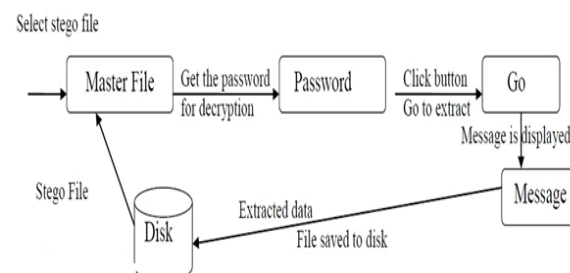 Select stego file
Master File
Get the password
for decryption
Password
Click button
Go to extract
Go
Message is displayed
Message
Stego File
Disk
Extracted data
File saved to disk